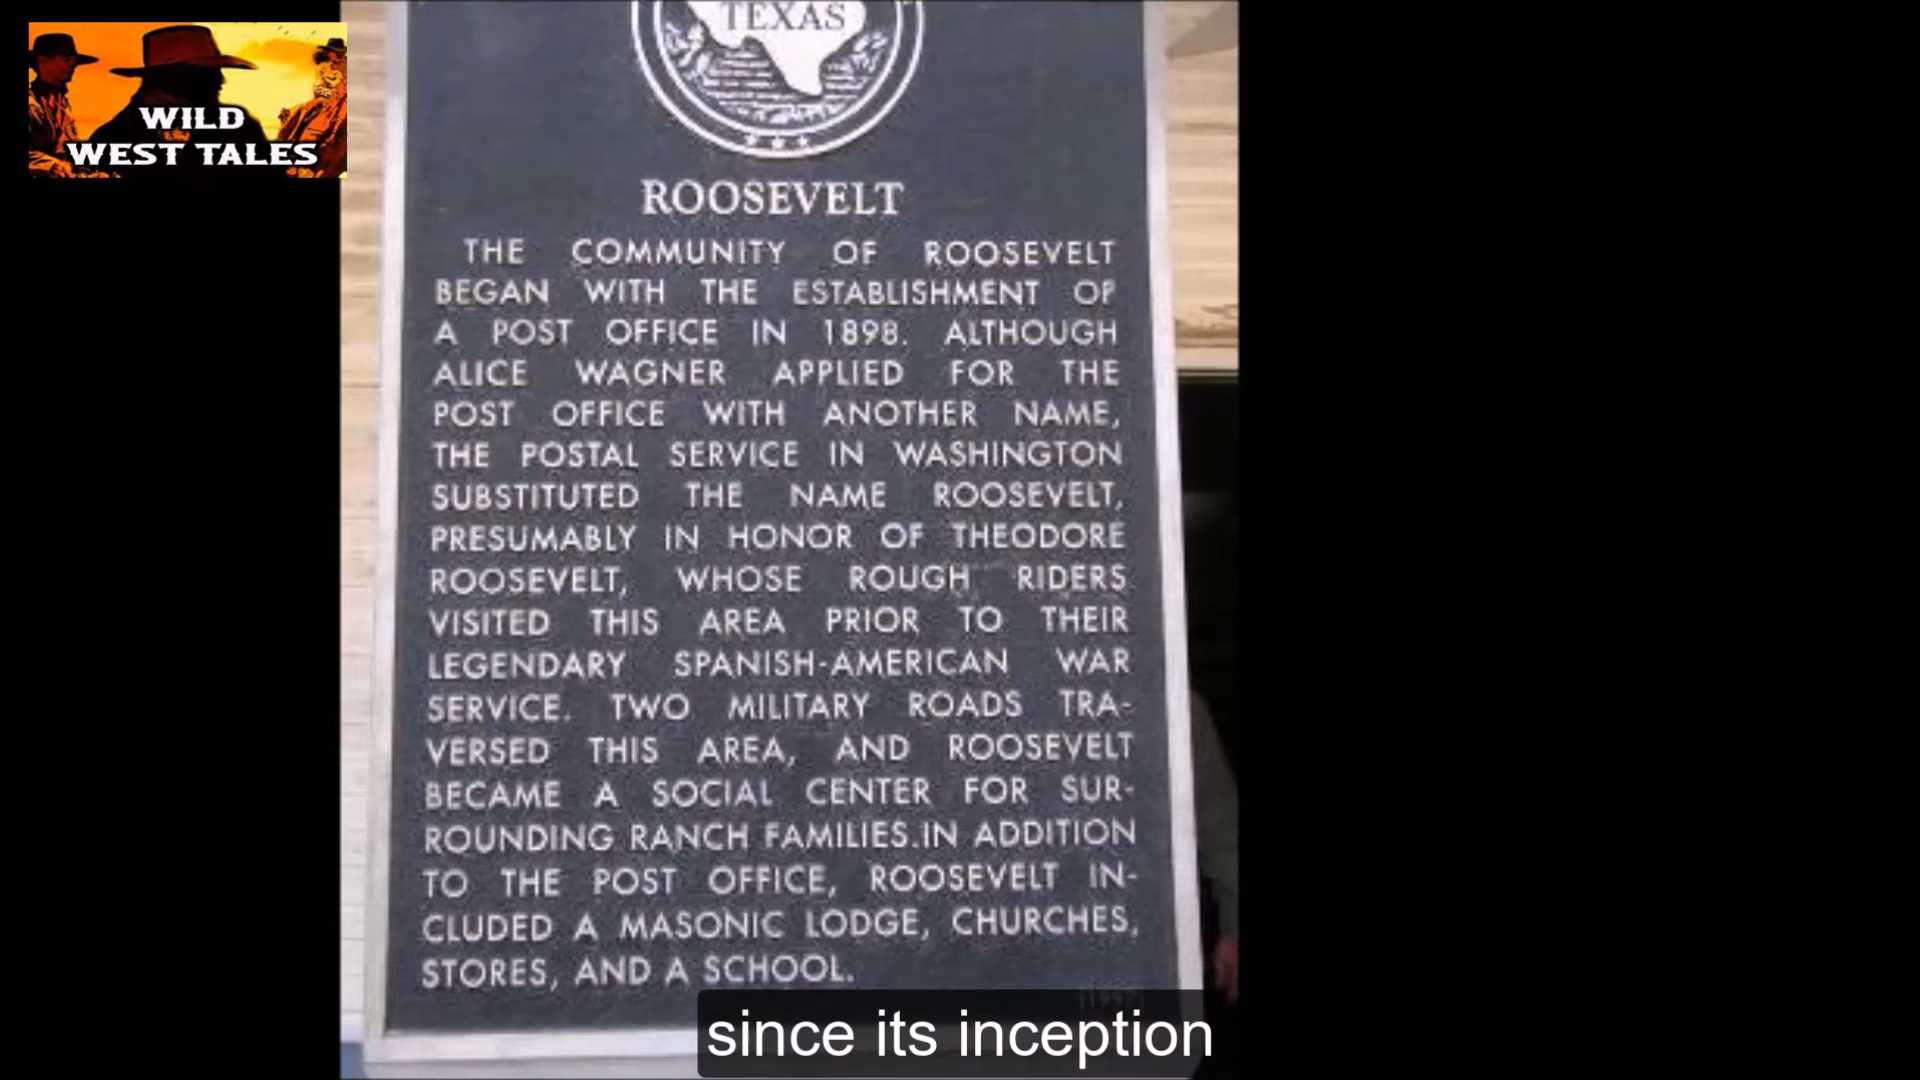 TEXAS
WILD
WEST TALES
ROOSEVELT
THE COMMUNITY OF ROOSEVELT
BEGAN WITH THE ESTABLISHMENT OF
A POST OFFICE IN 1898. ALTHOUGH
ALICE WAGNER APPLIED FOR THE
POST OFFICE WITH ANOTHER NAME,
THE POSTAL SERVICE IN WASHINGTON
SUBSTITUTED THE NAME ROOSEVELT,
PRESUMABLY IN HONOR OF THEODORE
ROOSEVELT, WHOSE ROUGH RIDERS
VISITED THIS AREA PRIOR TO THEIR
LEGENDARY SPANISH-AMERICAN WAR
SERVICE. TWO MILITARY ROADS TRA-
VERSED THIS AREA, AND ROOSEVELT
BECAME A SOCIAL CENTER FOR SUR-
ROUNDING RANCH FAMILIES.IN ADDITION
TO THE POST OFFICE, ROOSEVELT IN-
CLUDED A MASONIC LODGE, CHURCHES,
STORES, AND A SCHOOL.
since its inception